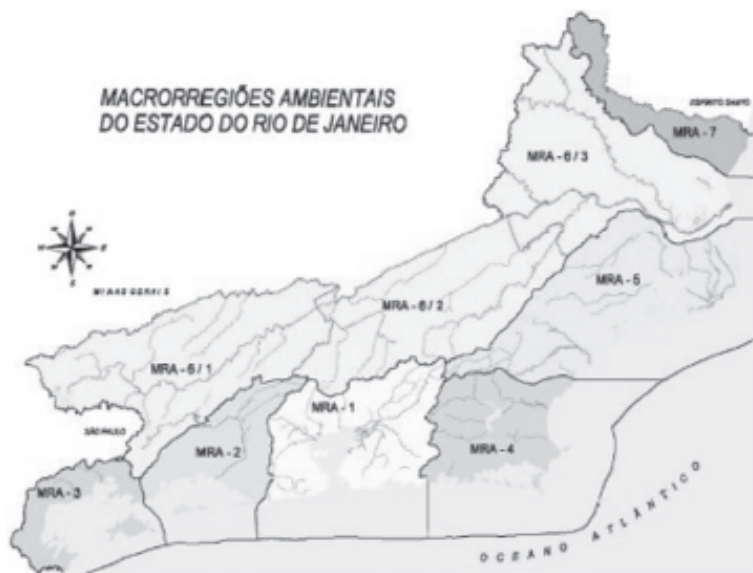 MACRORREGIÕES AMBIENTAIS
DO ESTADO DO RIO DE JANEIRO
ESPÍRITO SANTO
MRA - 7
MRA - 6 / 3
MINAS GERAIS
MRA - 5
MRA - 6 / 2
MRA - 6 / 1
MRA - 1
SÃO PAULO
MRA - 2
MRA - 4
MRA - 3
OCEANO ATLÂNTICO